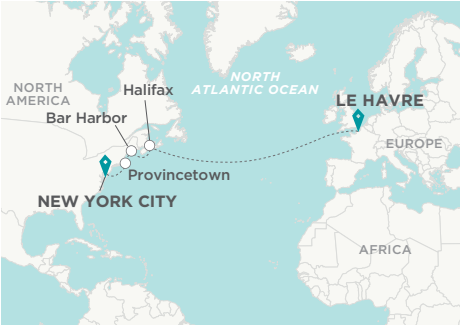 NORTH
AMERICA
Halifax
Bar Harbor
Provincetown
NEW YORK CITY
NORTH
ATLANTIC OCEAN
LE HAVRE
EUROPE
AFRICA